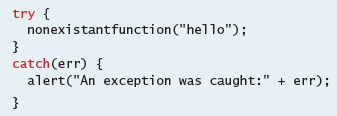 try {
  nonexistantfunction("hello");
}
catch(err) {
  alert("An exception was caught:" + err);
}